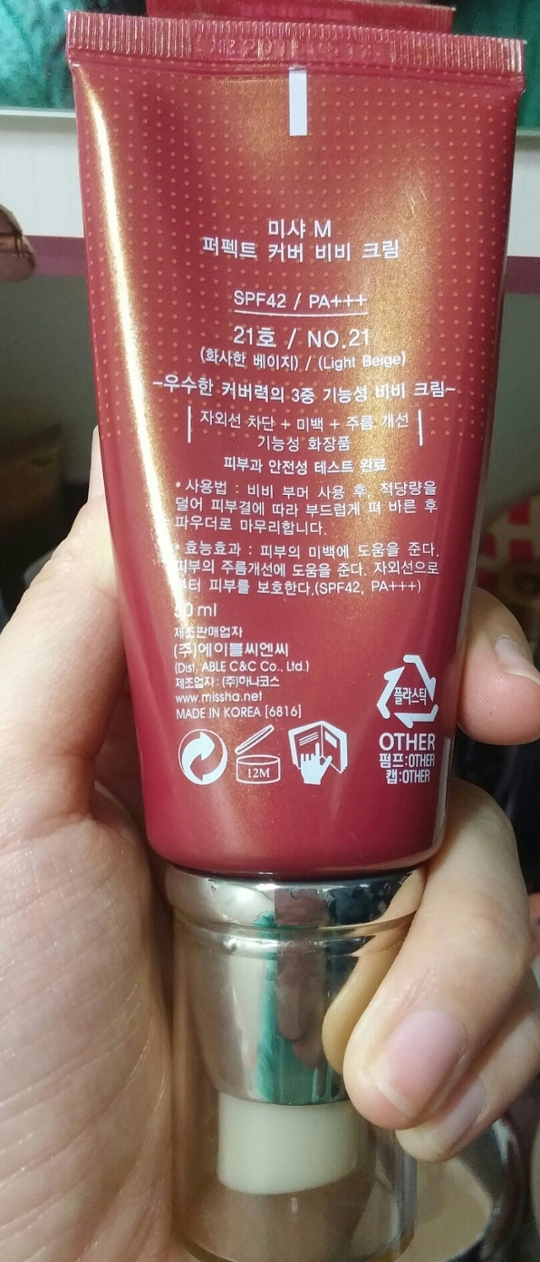 미샤 M
퍼펙트 커버 비비 크림
SPF42 / PA+++
21호 / NO.21
(화사한 베이지) / (Light Beige)
-우수한 커버력의 3중 기능성 비비 크림-
자외선 차단 + 미백 + 주름 개선
기능성 화장품
피부과 안전성 테스트 완료
* 사용법 : 비비 부머 사용 후, 적당량을
덜어 피부결에 따라 부드럽게 펴 바른 후
파우더로 마무리합니다.
* 효능효과 : 피부의 미백에 도움을 준다.
피부의 주름개선에 도움을 준다. 자외선으로
부터 피부를 보호한다.(SPF42, PA+++)
ml
제조판매업자
(주)에이블씨엔씨
(Dist. ABLE C&C Co., Ltd.)
제조업자 : (주)하나코스
www.missha.net
MADE IN KOREA [6816]
12M
플라스틱
OTHER
펌프:OTHER
캡:OTHER